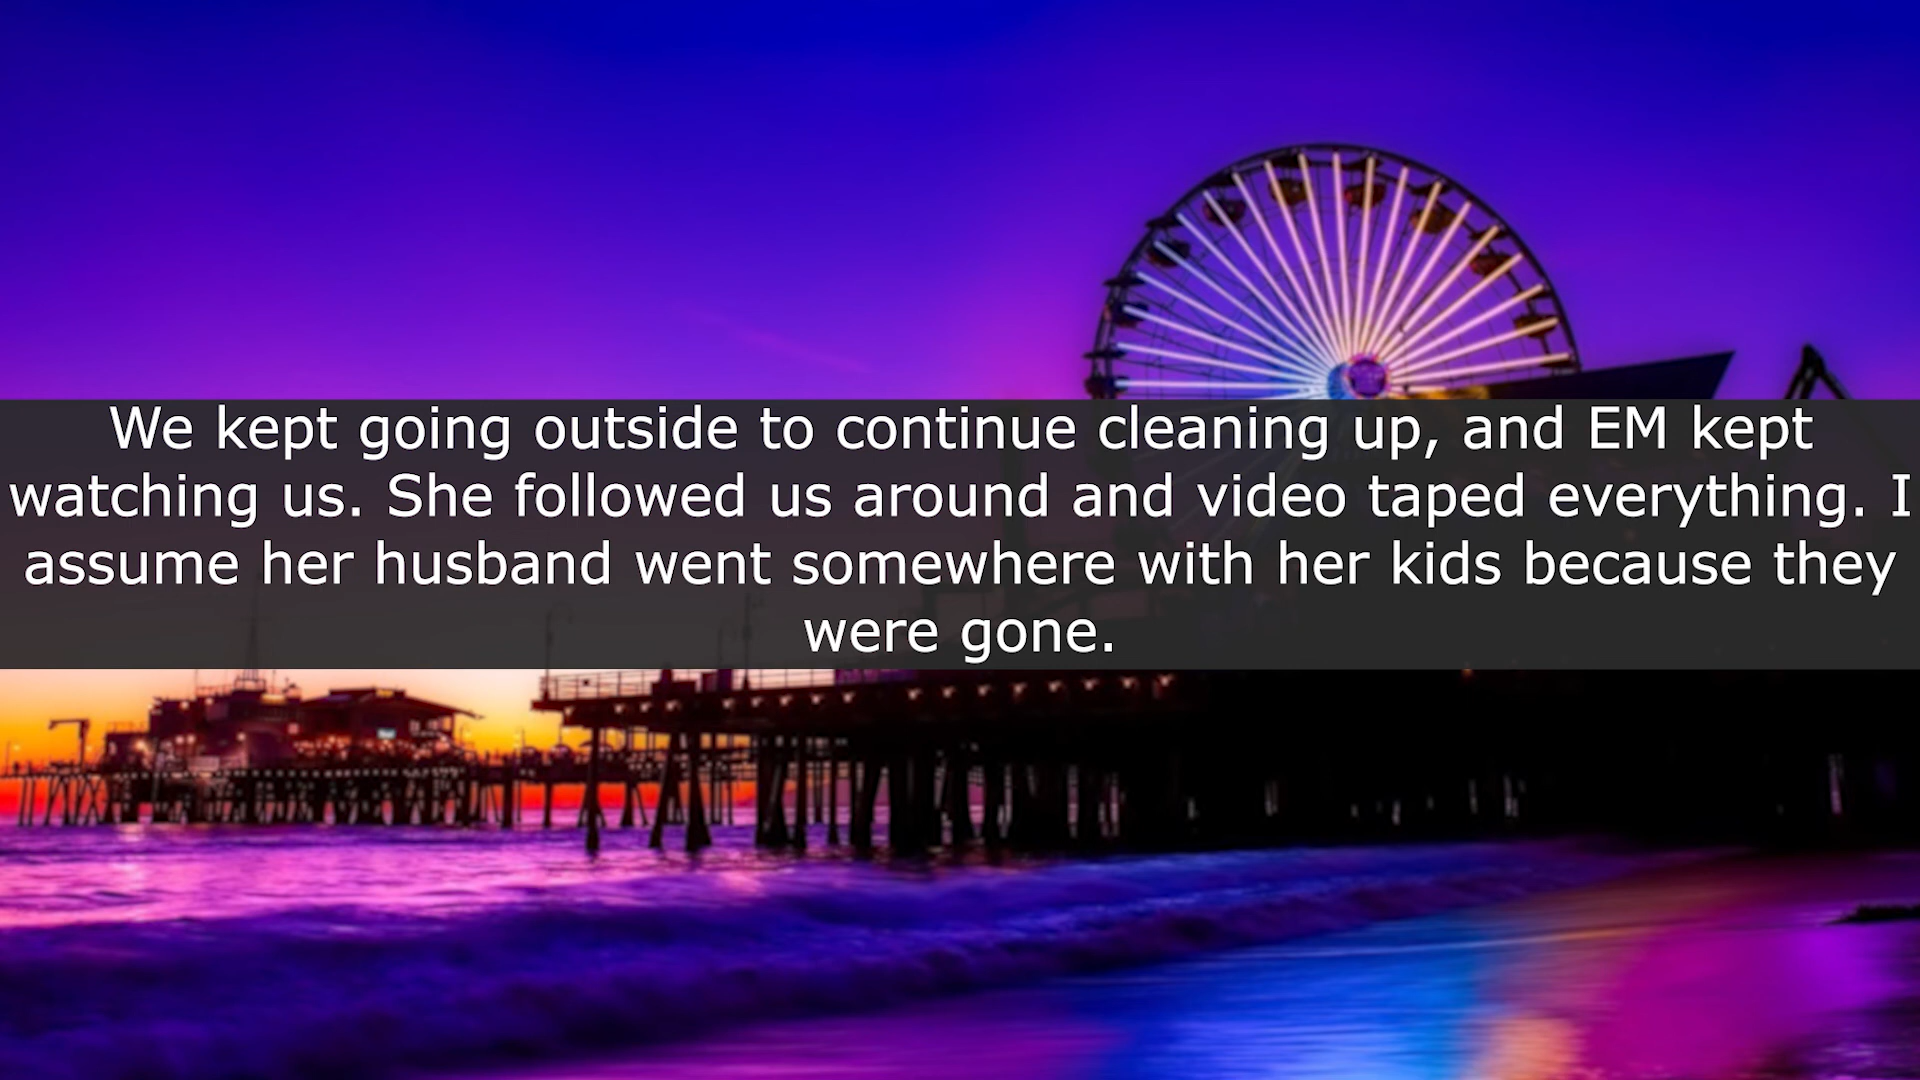 We kept going outside to continue cleaning up, and EM kept
watching us. She followed us around and video taped everything. I
assume her husband went somewhere with her kids because they
were gone.